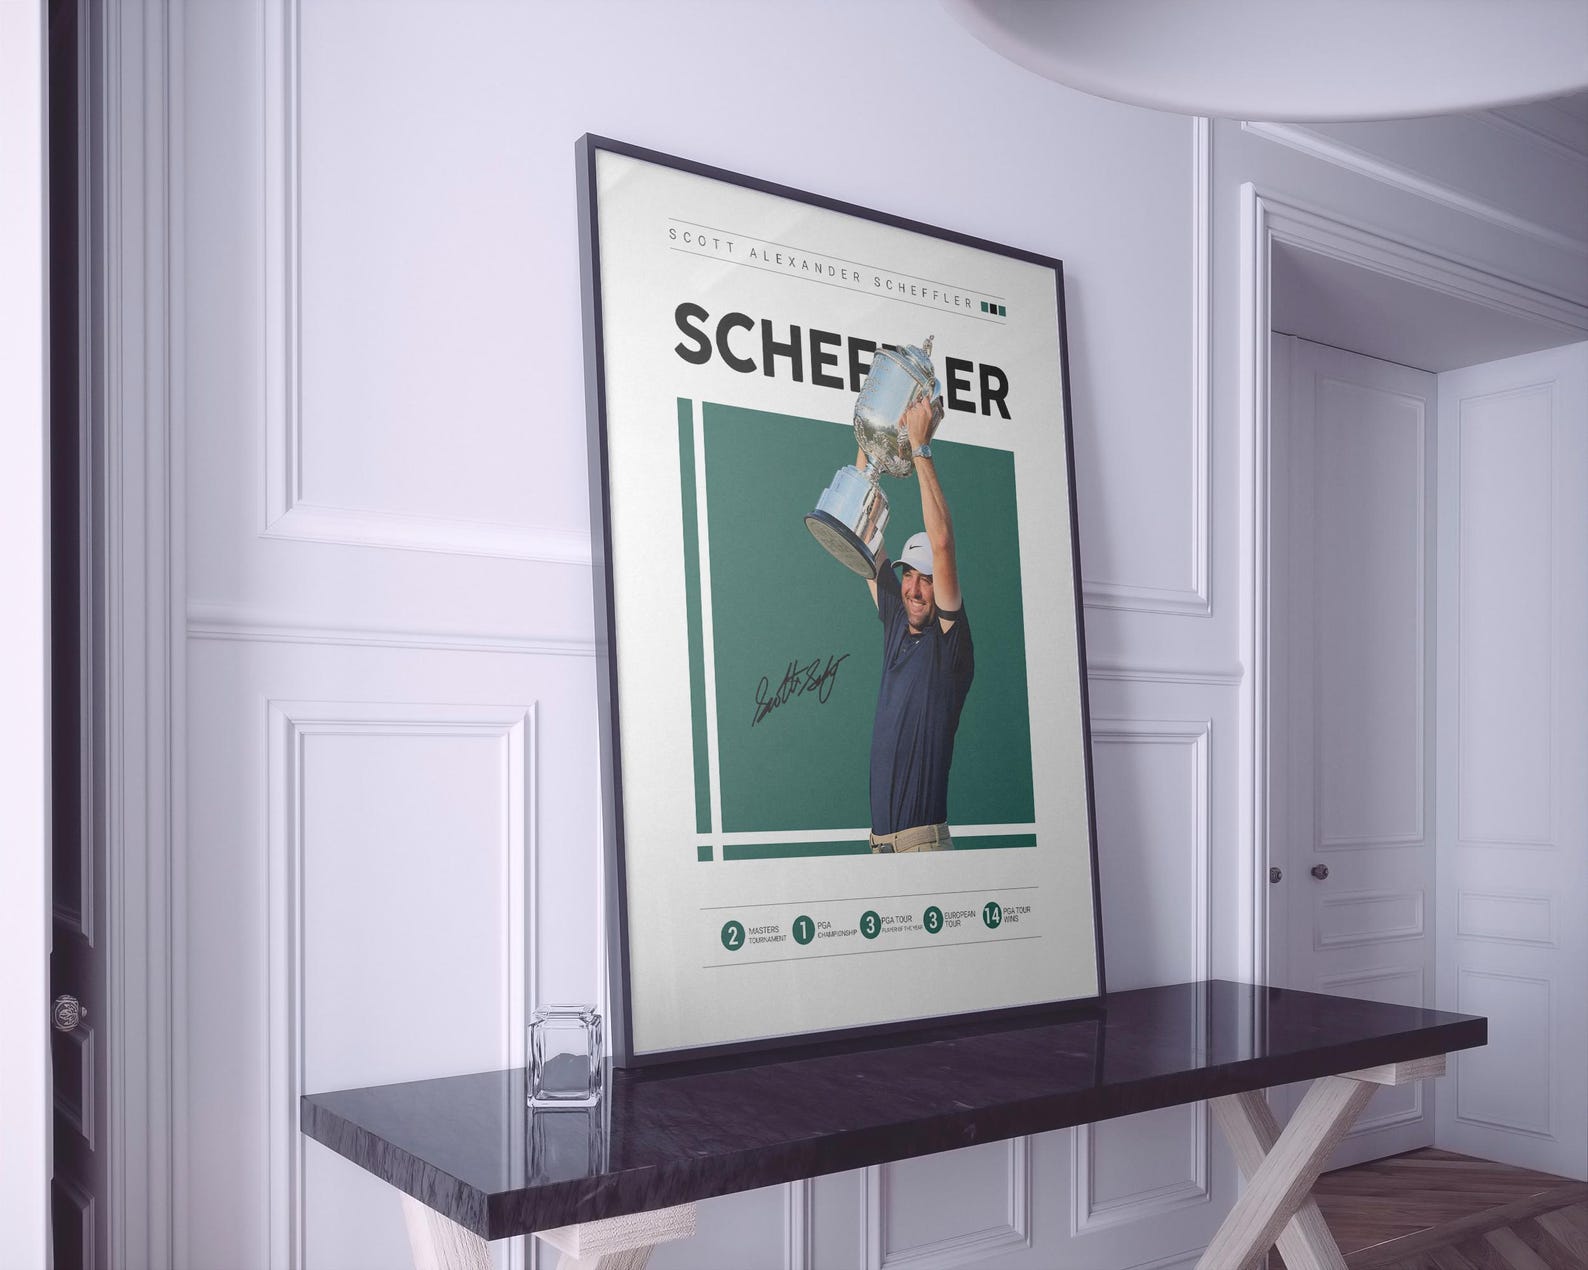 SCOTT ALEXANDER SCHEFFLER
SCHEFFLER
Scott Scheffler
2 MASTERS TOURNAMENT
1 PGA CHAMPIONSHIP
3 PGA TOUR PLAYER OF THE YEAR
3 EUROPEAN TOUR
14 PGA TOUR WINS